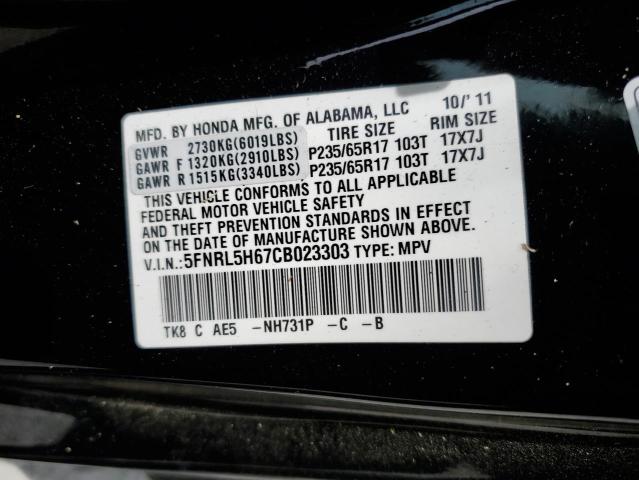 MFD. BY HONDA MFG. OF ALABAMA, LLC 10/'11
TIRE SIZE RIM SIZE
GVWR 2730KG(6019LBS)
GAWR F 1320KG(2910LBS) P235/65R17 103T 17X7J
GAWR R 1515KG(3340LBS) P235/65R17 103T 17X7J
THIS VEHICLE CONFORMS TO ALL APPLICABLE
FEDERAL MOTOR VEHICLE SAFETY
AND THEFT PREVENTION STANDARDS IN EFFECT
ON THE DATE OF MANUFACTURE SHOWN ABOVE.
V.I.N.:5FNRL5H67CB023303 TYPE: MPV
TK8 C AE5 -NH731P -C -B